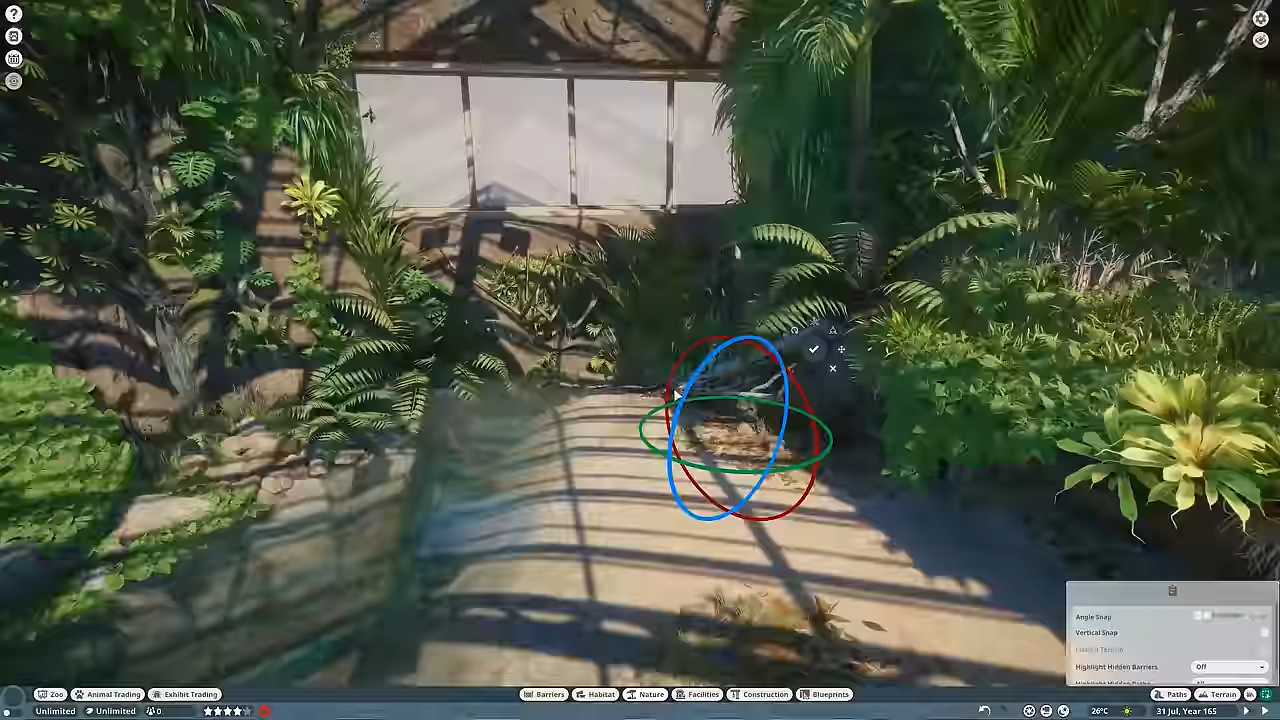 ?
Angle Snap
Vertical Snap
Highlight Hidden Barriers
Off
Zoo
Animal Trading
Exhibit Trading
Barriers
Habitat
Nature
Facilities
Construction
Blueprints
Paths
Terrain
Unlimited
Unlimited
0
26°C
31 Jul, Year 165